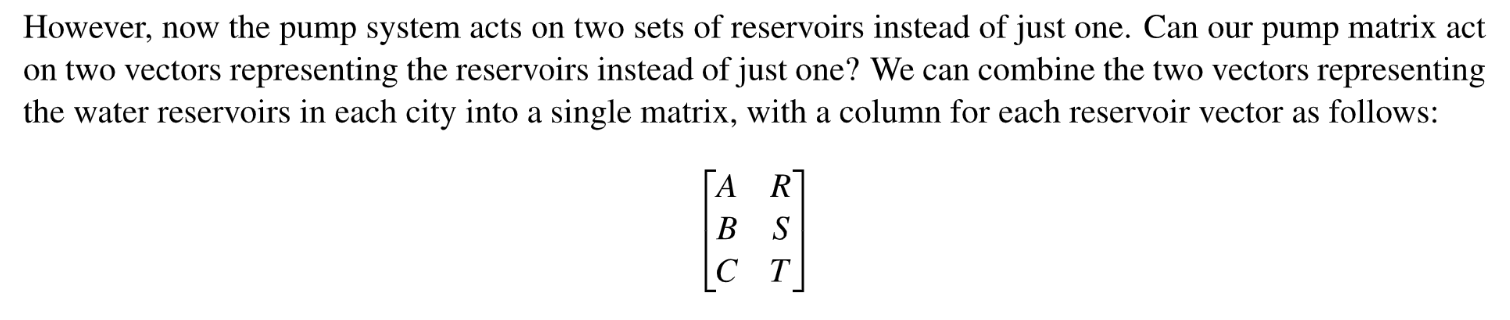 However, now the pump system acts on two sets of reservoirs instead of just one. Can our pump matrix act
on two vectors representing the reservoirs instead of just one? We can combine the two vectors representing
the water reservoirs in each city into a single matrix, with a column for each reservoir vector as follows:
A R
B S
C T